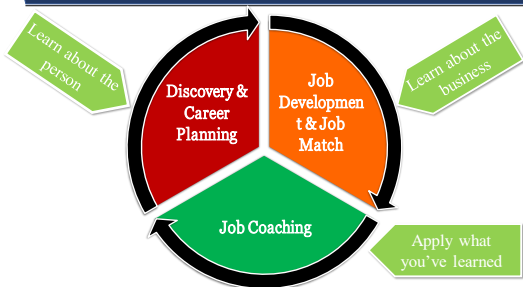 Learn about the
person
Discovery &
Career
Planning
Job
Developmen
t & Job
Match
Learn about the
business
Job Coaching
Apply what
you've learned